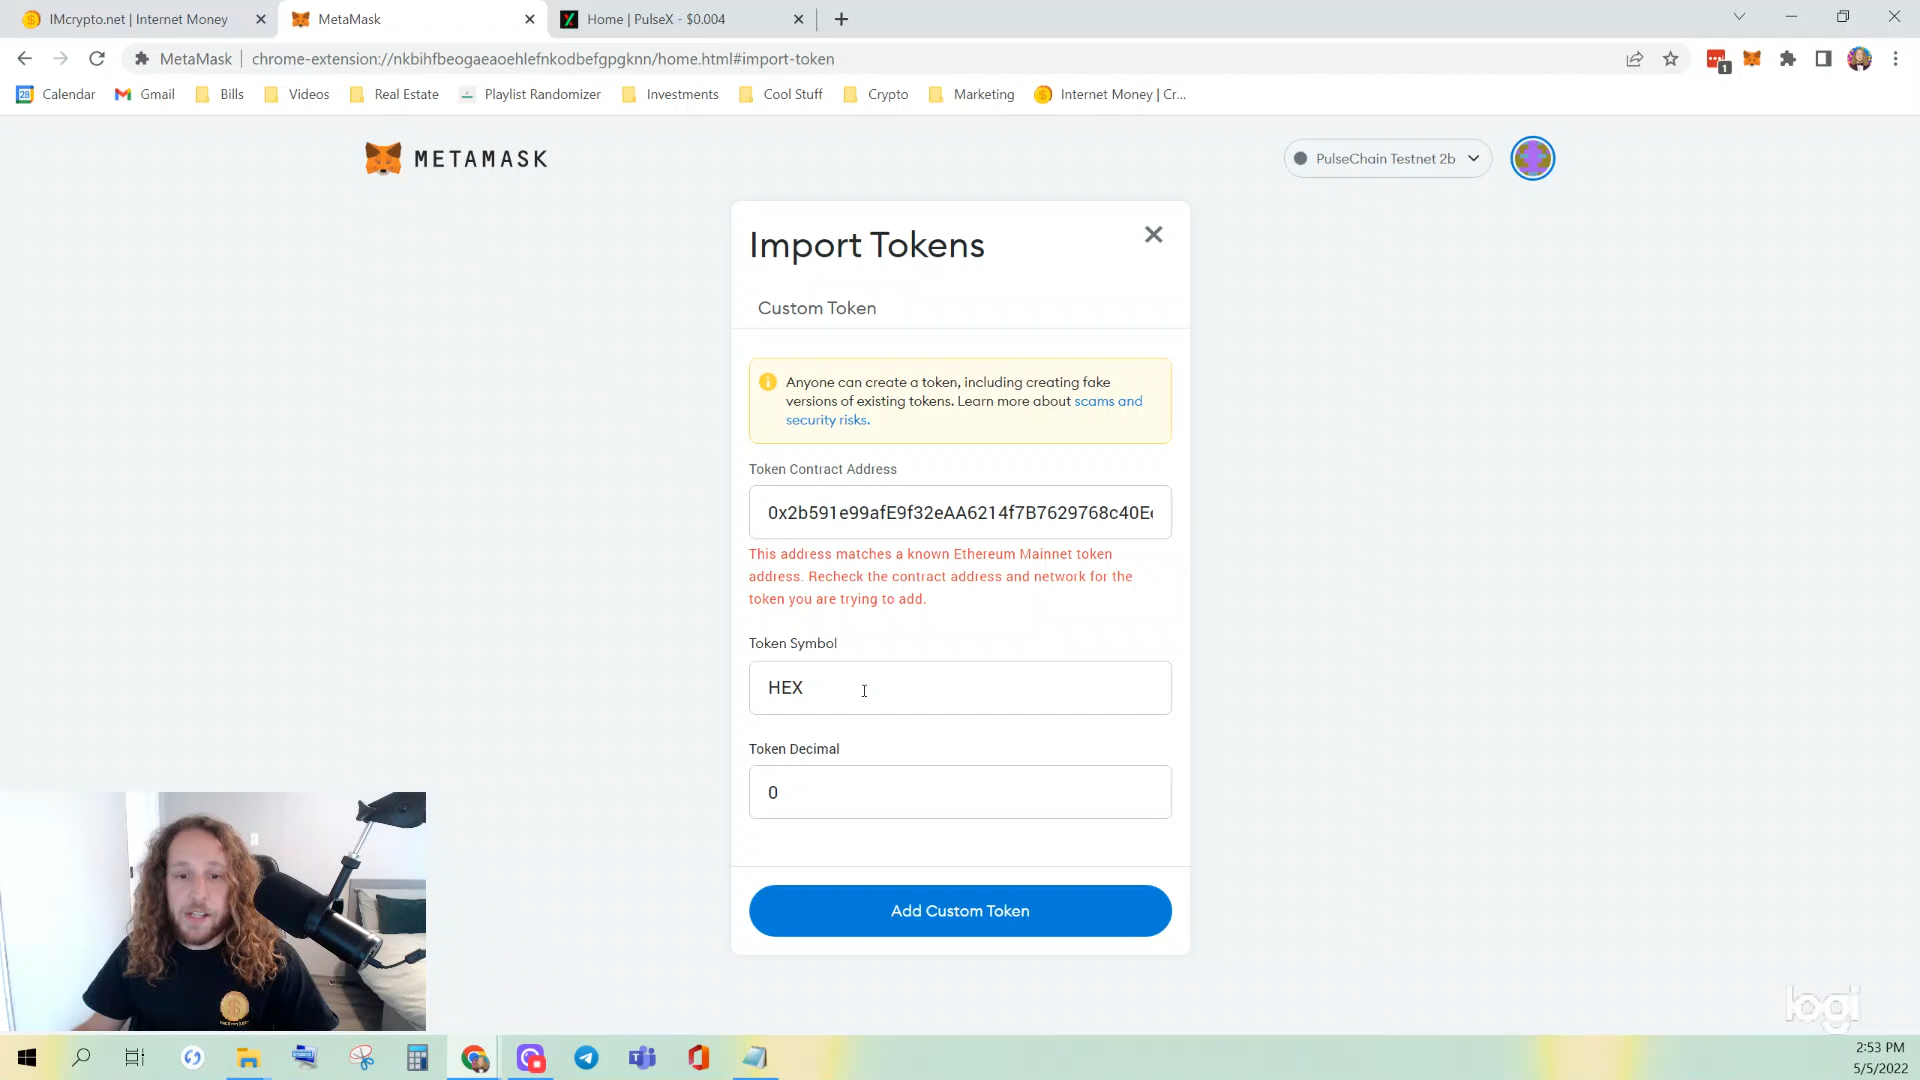 IMcrypto.net | Internet Money
MetaMask
Home | PulseX - $0.004
MetaMask
chrome-extension://nkbihfbeogaeaoehlefnkodbefgpgknn/home.html#import-token
1
28
Calendar
Gmail
Bills
Videos
Real Estate
Playlist Randomizer
Investments
Cool Stuff
Crypto
Marketing
Internet Money | Cr...
METAMASK
PulseChain Testnet 2b
Import Tokens
Custom Token
Anyone can create a token, including creating fake
versions of existing tokens. Learn more about scams and
security risks.
Token Contract Address
0x2b591e99afE9f32eAA6214f7B7629768c40E
This address matches a known Ethereum Mainnet token
address. Recheck the contract address and network for the
token you are trying to add.
Token Symbol
HEX
Token Decimal
0
Add Custom Token
logi
2:53 PM
5/5/2022